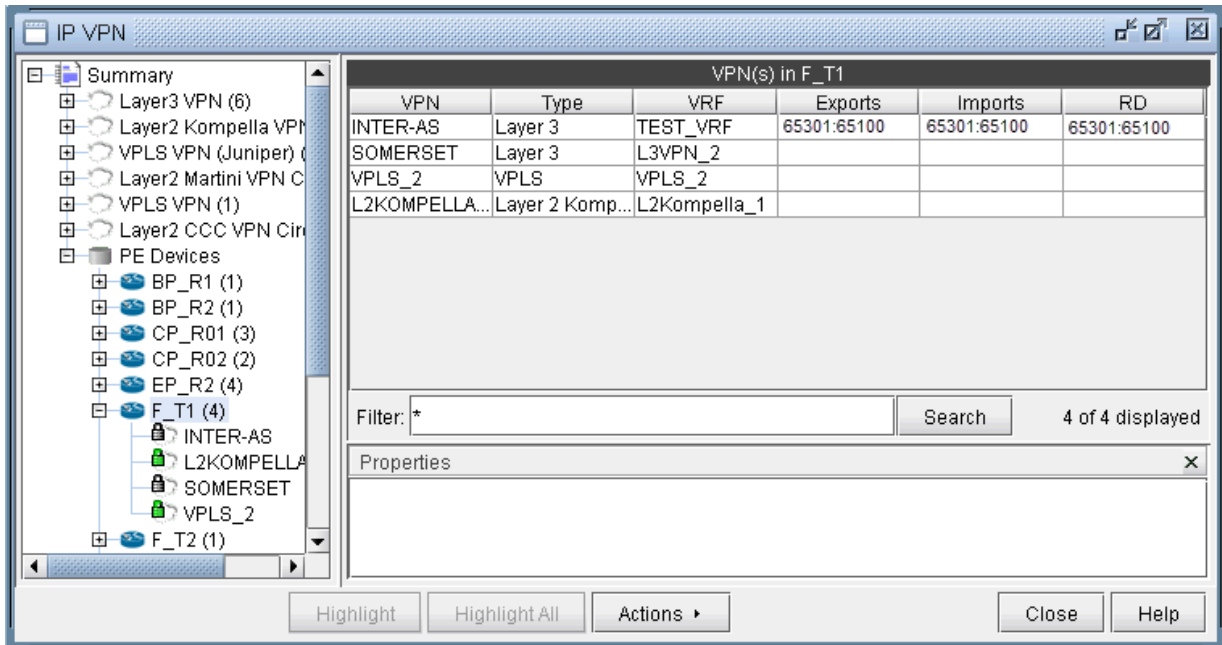 IP VPN
Summary
Layer3 VPN (6)
Layer2 Kompella VPN
VPLS VPN (Juniper) (
Layer2 Martini VPN C
VPLS VPN (1)
Layer2 CCC VPN Cir
PE Devices
BP_R1 (1)
BP_R2 (1)
CP_R01 (3)
CP_R02 (2)
EP_R2 (4)
F_T1 (4)
INTER-AS
L2KOMPELLA
SOMERSET
VPLS_2
F_T2 (1)
VPN(s) in F_T1
VPN Type VRF Exports Imports RD
INTER-AS Layer 3 TEST_VRF 65301:65100 65301:65100 65301:65100
SOMERSET Layer 3 L3VPN_2
VPLS_2 VPLS VPLS_2
L2KOMPELLA... Layer 2 Komp... L2Kompella_1
Filter: * Search 4 of 4 displayed
Properties
Highlight Highlight All Actions Close Help